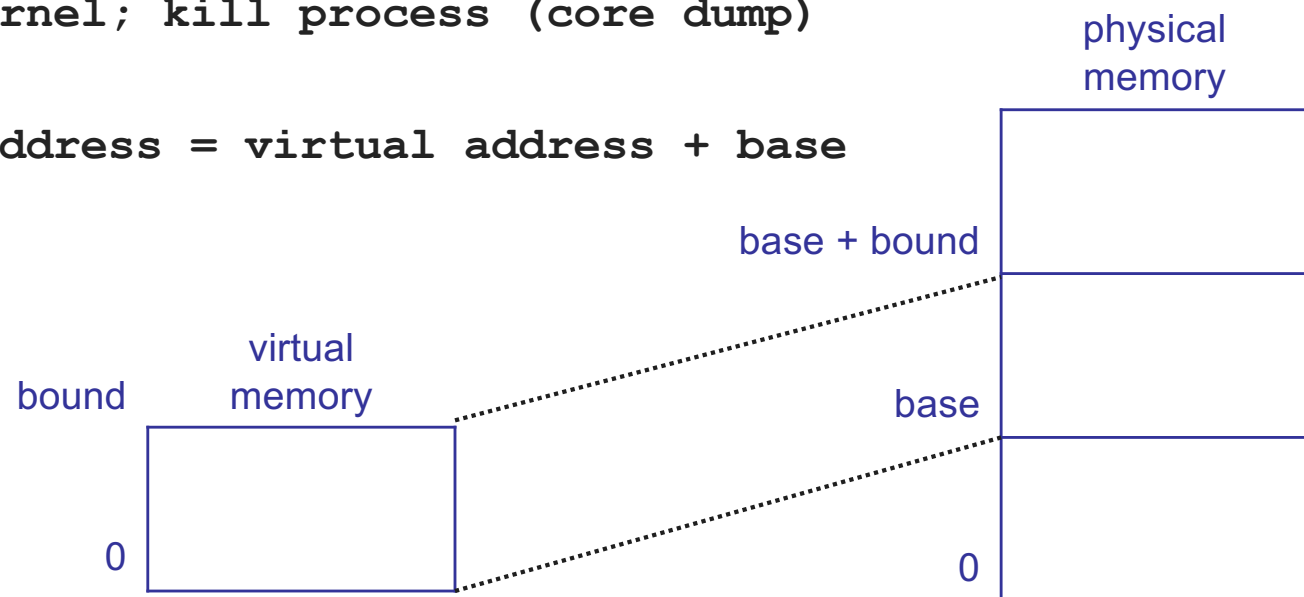 rnel; kill process (core dump)
physical
memory
ddress = virtual address + base
base + bound
virtual
memory
bound
base
0
0